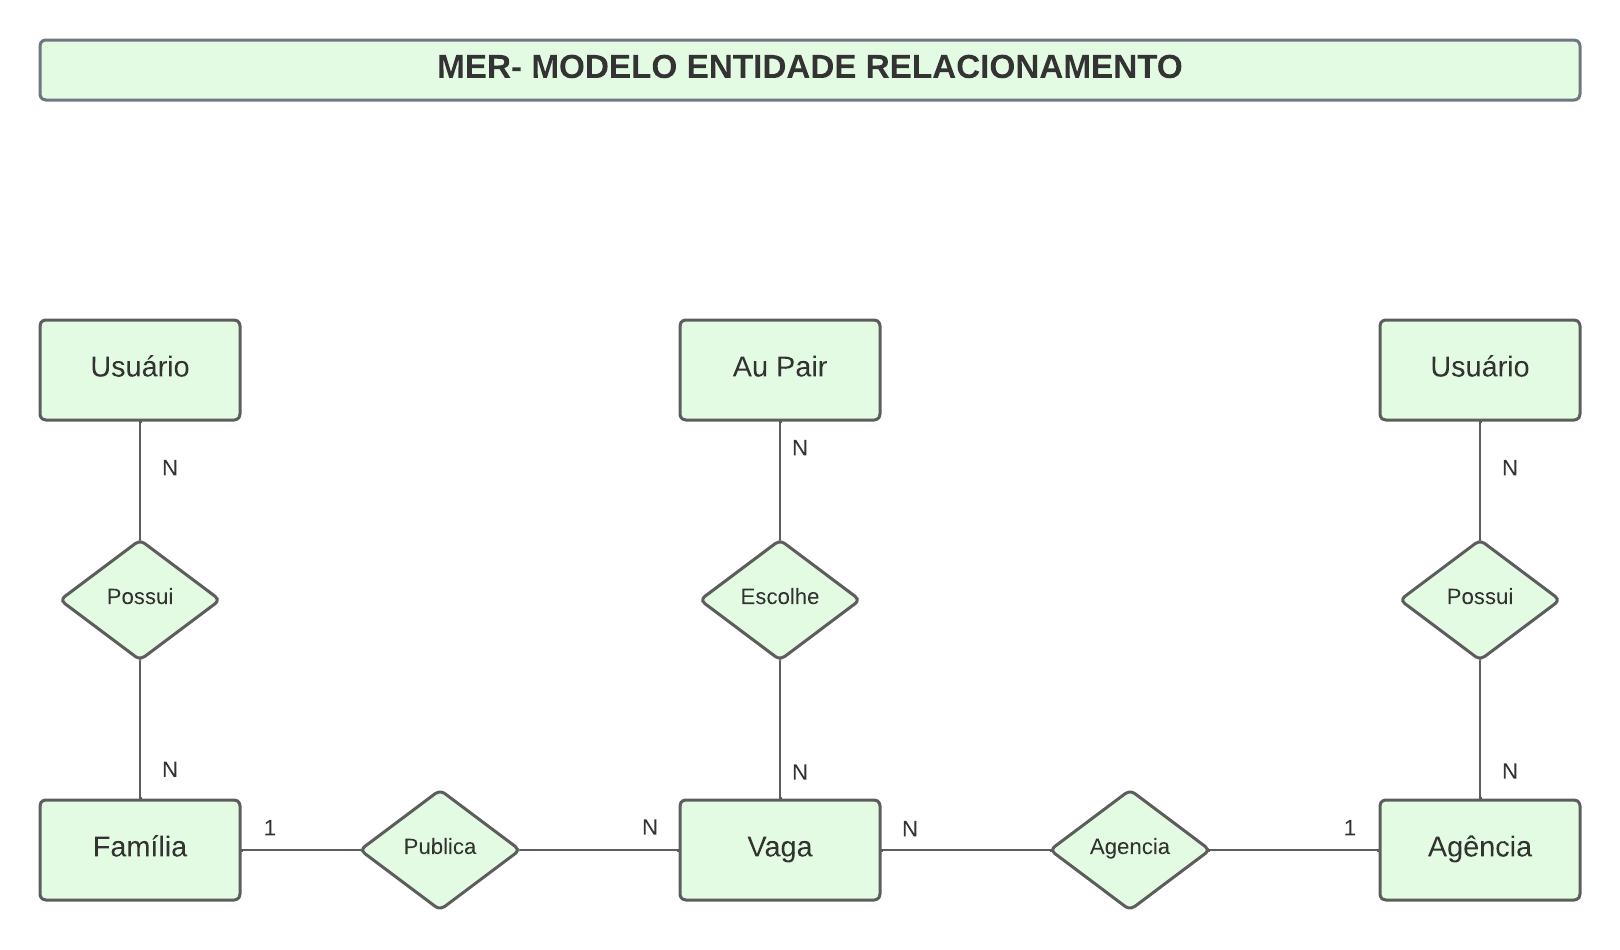 MER- MODELO ENTIDADE RELACIONAMENTO
Usuário
Au Pair
Usuário
N
N
N
Possui
Escolhe
Possui
N
N
N
Família
1
Publica
N
Vaga
N
Agencia
1
Agência